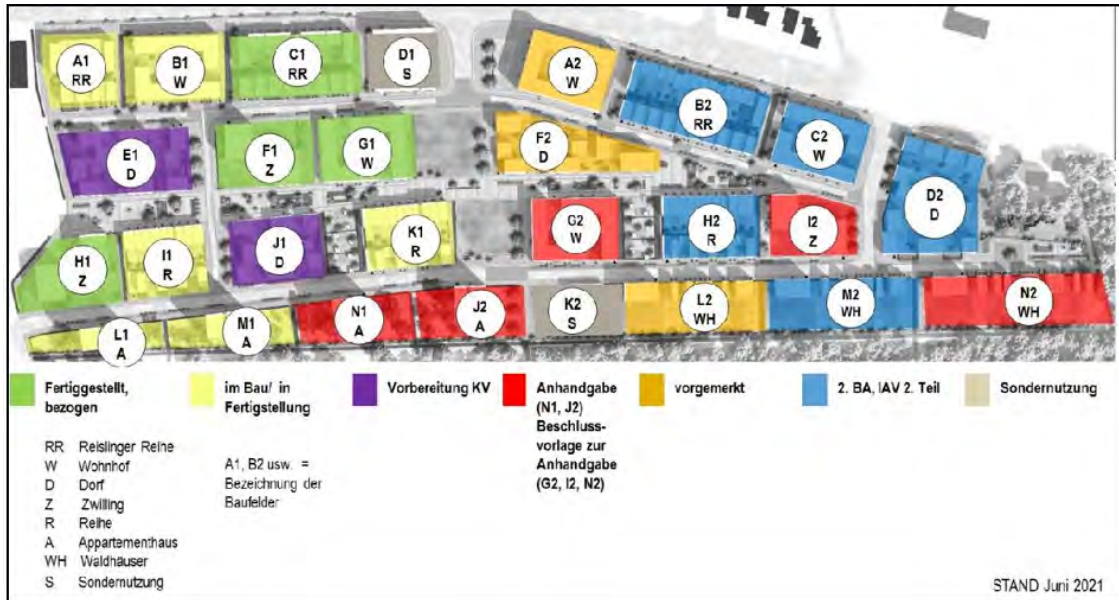 A1
RR
B1
W
C1
RR
D1
S
A2
W
B2
RR
C2
W
E1
D
F1
Z
G1
W
F2
D
D2
D
H1
Z
I1
R
J1
D
K1
R
G2
W
H2
R
I2
Z
L1
A
M1
A
N1
A
J2
A
K2
S
L2
WH
M2
WH
N2
WH
Fertiggestellt,
bezogen
im Bau/ in
Fertigstellung
Vorbereitung KV
Anhandgabe
(N1, J2)
Beschluss-
vorlage zur
Anhandgabe
(G2, I2, N2)
vorgemerkt
2. BA, IAV 2. Teil
Sondernutzung
RR Reislinger Reihe
W Wohnhof
D Dorf
Z Zwilling
R Reihe
A Appartementhaus
WH Waldhäuser
S Sondernutzung
A1, B2 usw. =
Bezeichnung der
Baufelder
STAND Juni 2021